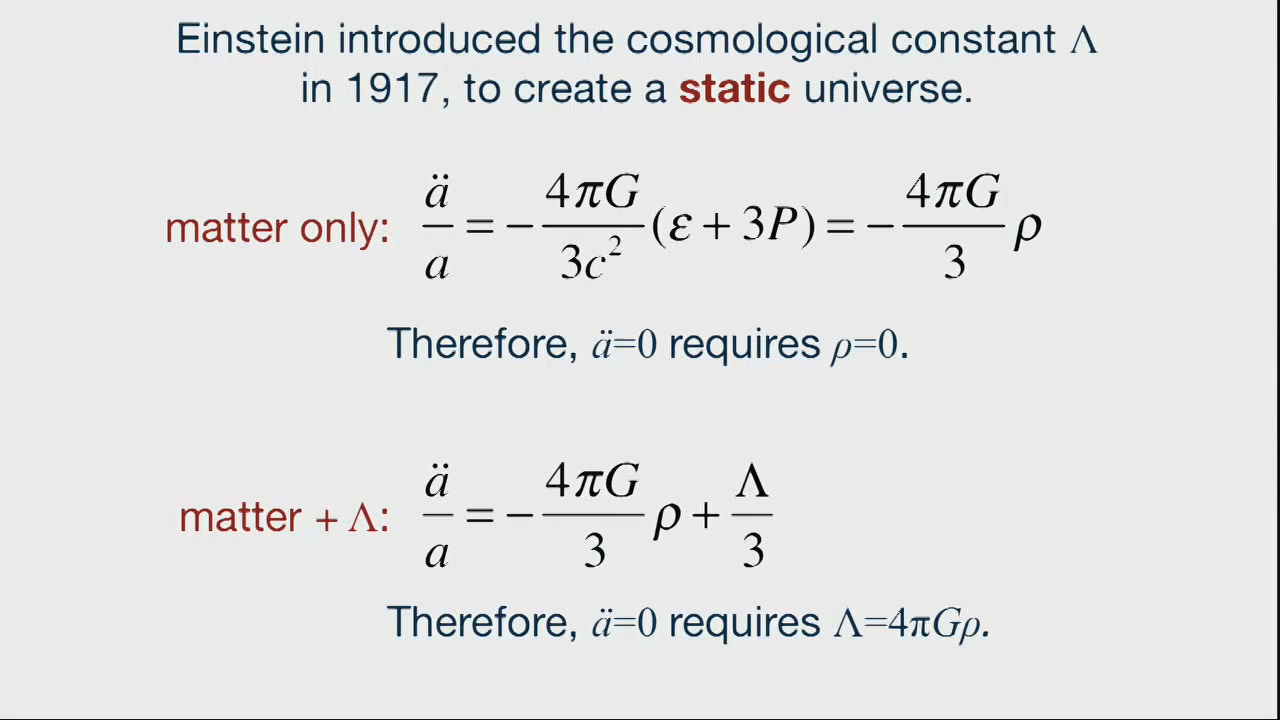 Einstein introduced the cosmological constant Λ
in 1917, to create a static universe.
matter only: ä/a = −4πG/3c² (ε + 3P) = −4πG/3 ρ
Therefore, ä=0 requires ρ=0.
matter + Λ: ä/a = −4πG/3 ρ + Λ/3
Therefore, ä=0 requires Λ=4πGρ.